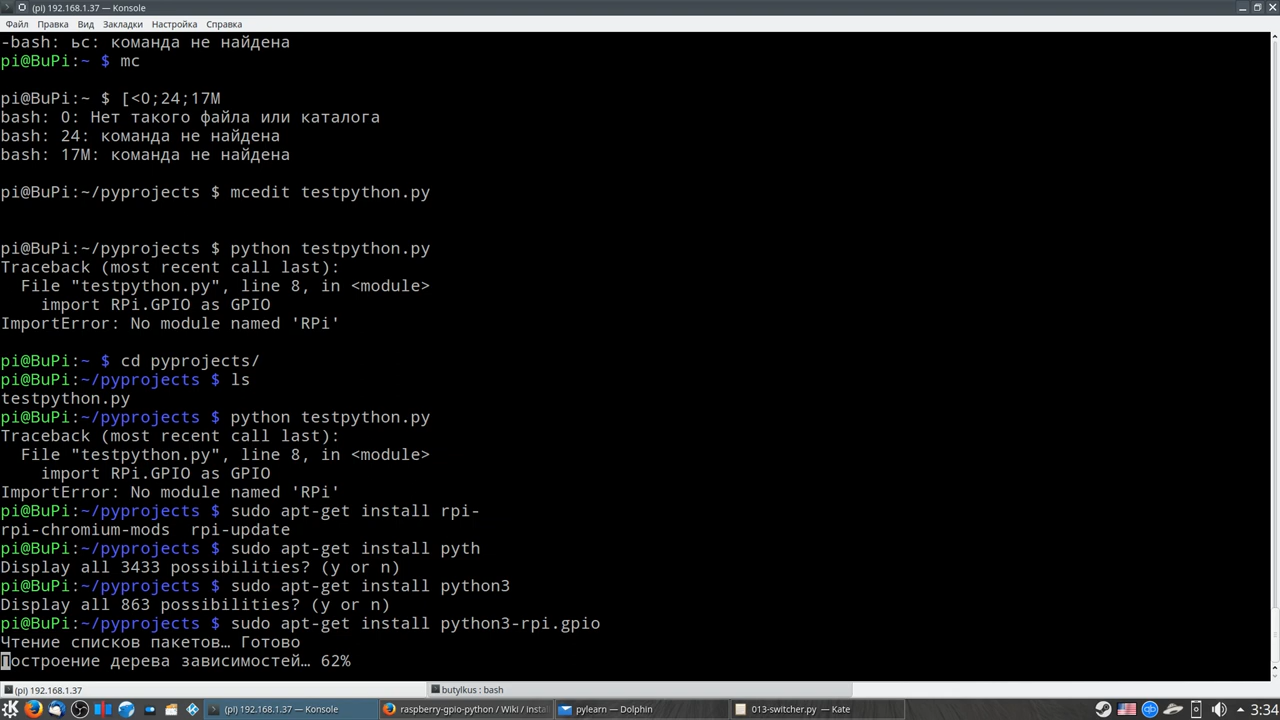 (pi) 192.168.1.37 — Konsole
Файл Правка Вид Закладки Настройка Справка
-bash: ьс: команда не найдена
pi@BuPi:~ $ mc
pi@BuPi:~ $ [<0;24;17M
bash: 0: Нет такого файла или каталога
bash: 24: команда не найдена
bash: 17M: команда не найдена
pi@BuPi:~/pyprojects $ mcedit testpython.py
pi@BuPi:~/pyprojects $ python testpython.py
Traceback (most recent call last):
File "testpython.py", line 8, in <module>
import RPi.GPIO as GPIO
ImportError: No module named 'RPi'
pi@BuPi:~ $ cd pyprojects/
pi@BuPi:~/pyprojects $ ls
testpython.py
pi@BuPi:~/pyprojects $ python testpython.py
Traceback (most recent call last):
File "testpython.py", line 8, in <module>
import RPi.GPIO as GPIO
ImportError: No module named 'RPi'
pi@BuPi:~/pyprojects $ sudo apt-get install rpi-
rpi-chromium-mods rpi-update
pi@BuPi:~/pyprojects $ sudo apt-get install pyth
Display all 3433 possibilities? (y or n)
pi@BuPi:~/pyprojects $ sudo apt-get install python3
Display all 863 possibilities? (y or n)
pi@BuPi:~/pyprojects $ sudo apt-get install python3-rpi.gpio
Чтение списков пакетов… Готово
Построение дерева зависимостей… 62%
(pi) 192.168.1.37 butylkus : bash
(pi) 192.168.1.37 — Konsole raspberry-gpio-python / Wiki / insta pylearn — Dolphin 013-switcher.py — Kate 3:34